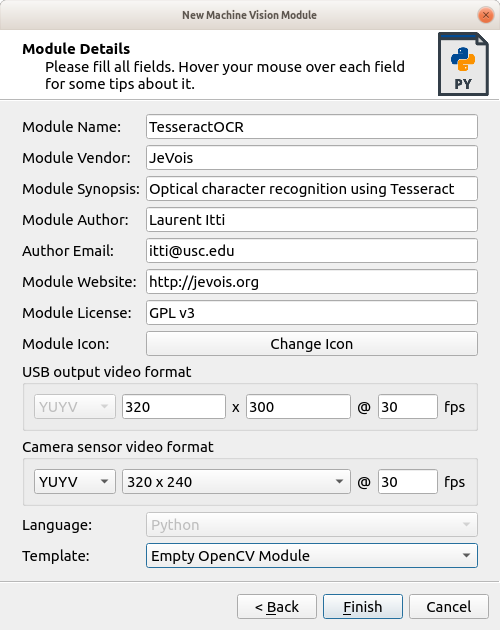 New Machine Vision Module
Module Details
Please fill all fields. Hover your mouse over each field
for some tips about it.
PY
Module Name: TesseractOCR
Module Vendor: JeVois
Module Synopsis: Optical character recognition using Tesseract
Module Author: Laurent Itti
Author Email: itti@usc.edu
Module Website: http://jevois.org
Module License: GPL v3
Module Icon: Change Icon
USB output video format
YUYV 320 x 300 @ 30 fps
Camera sensor video format
YUYV 320 x 240 @ 30 fps
Language: Python
Template: Empty OpenCV Module
< Back Finish Cancel